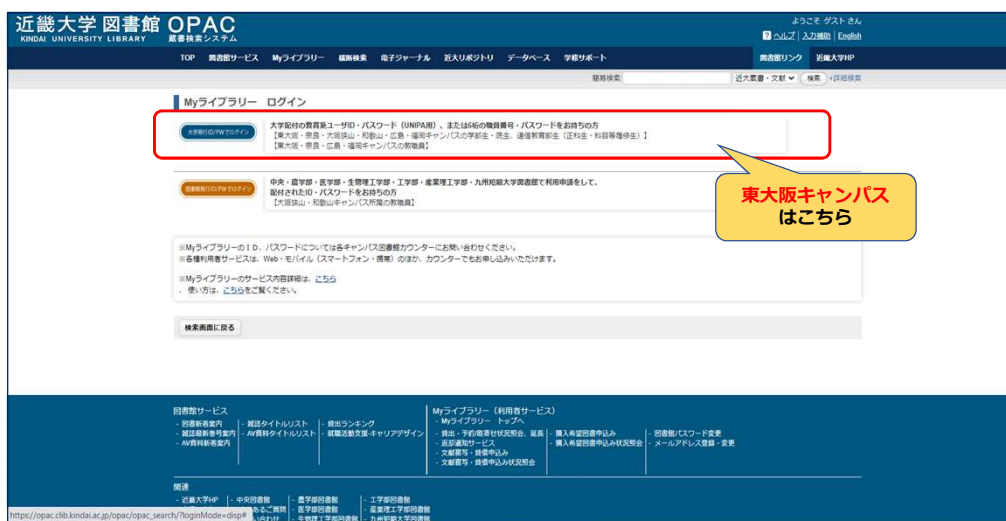 近畿大学 図書館 OPAC
KINDAI UNIVERSITY LIBRARY 蔵書検索システム
ようこそ ゲスト さん
? ヘルプ | 入力補助 | English
TOP 図書館サービス Myライブラリー 横断検索 電子ジャーナル 近大リポジトリ データベース 学修サポート 図書館リンク 近畿大学HP
簡易検索 近大蔵書・文献 検索 +詳細検索
Myライブラリー ログイン
大学発行ID/PWでログイン
大学配付の教育系ユーザID・パスワード（UNIPA用）、または6桁の職員番号・パスワードをお持ちの方
【東大阪・奈良・大阪狭山・和歌山・広島・福岡キャンパスの学部生・院生、通信教育部生（正科生・科目等履修生）】
【東大阪・奈良・広島・福岡キャンパスの教職員】
図書館発行ID/PWでログイン
中央・農学部・医学部・生物理工学部・工学部・産業理工学部・九州短期大学図書館で利用申請をして、
配付されたID・パスワードをお持ちの方
【大阪狭山・和歌山キャンパス所属の教職員】
東大阪キャンパス
はこちら
※MyライブラリーのＩＤ、パスワードについては各キャンパス図書館カウンターにお問い合わせください。
※各種利用者サービスは、Web・モバイル（スマートフォン・携帯）のほか、カウンターでもお申し込みいただけます。
※Myライブラリーのサービス内容詳細は、こちら
． 使い方は、こちらをご覧ください。
検索画面に戻る
図書館サービス
- 図書新着案内
- 雑誌最新巻号案内
- AV資料新着案内
- 雑誌タイトルリスト
- AV資料タイトルリスト
- 貸出ランキング
- 就職活動支援-キャリアデザイン
Myライブラリー（利用者サービス）
- Myライブラリー トップへ
- 貸出・予約取寄せ状況照会、延長
- 返却通知サービス
- 文献複写・貸借申込み
- 文献複写・貸借申込み状況照会
- 購入希望図書申込み
- 購入希望図書申込み状況照会
- 図書館パスワード変更
- メールアドレス登録・変更
関連
- 近畿大学HP
- 中央図書館
あるご質問
い合わせ
- 農学部図書館
- 医学部図書館
- 生物理工学部図書館
- 工学部図書館
- 産業理工学部図書館
- 九州短期大学図書館
https://opac.clib.kindai.ac.jp/opac/opac_search/?loginMode=disp#